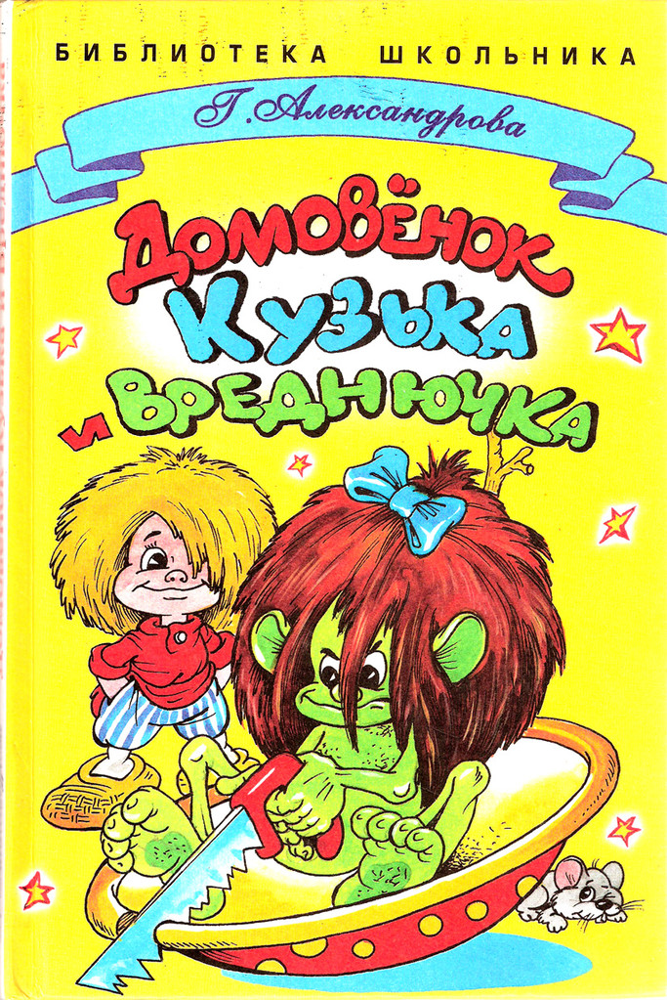 БИБЛИОТЕКА ШКОЛЬНИКА
Г. Александрова
ДОМОВЁНОК
КУЗЬКА
И ВРЕДНЮЧКА